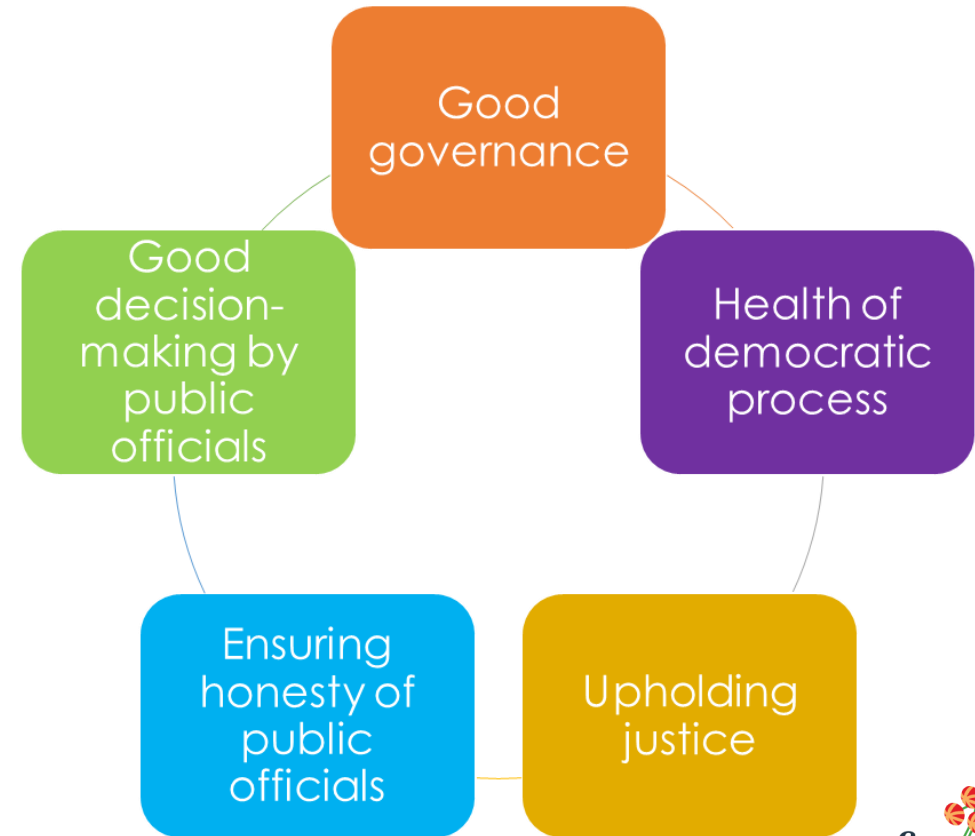 Good
governance
Good
decision-
making by
public
officials
Health of
democratic
process
Ensuring
honesty of
public
officials
Upholding
justice